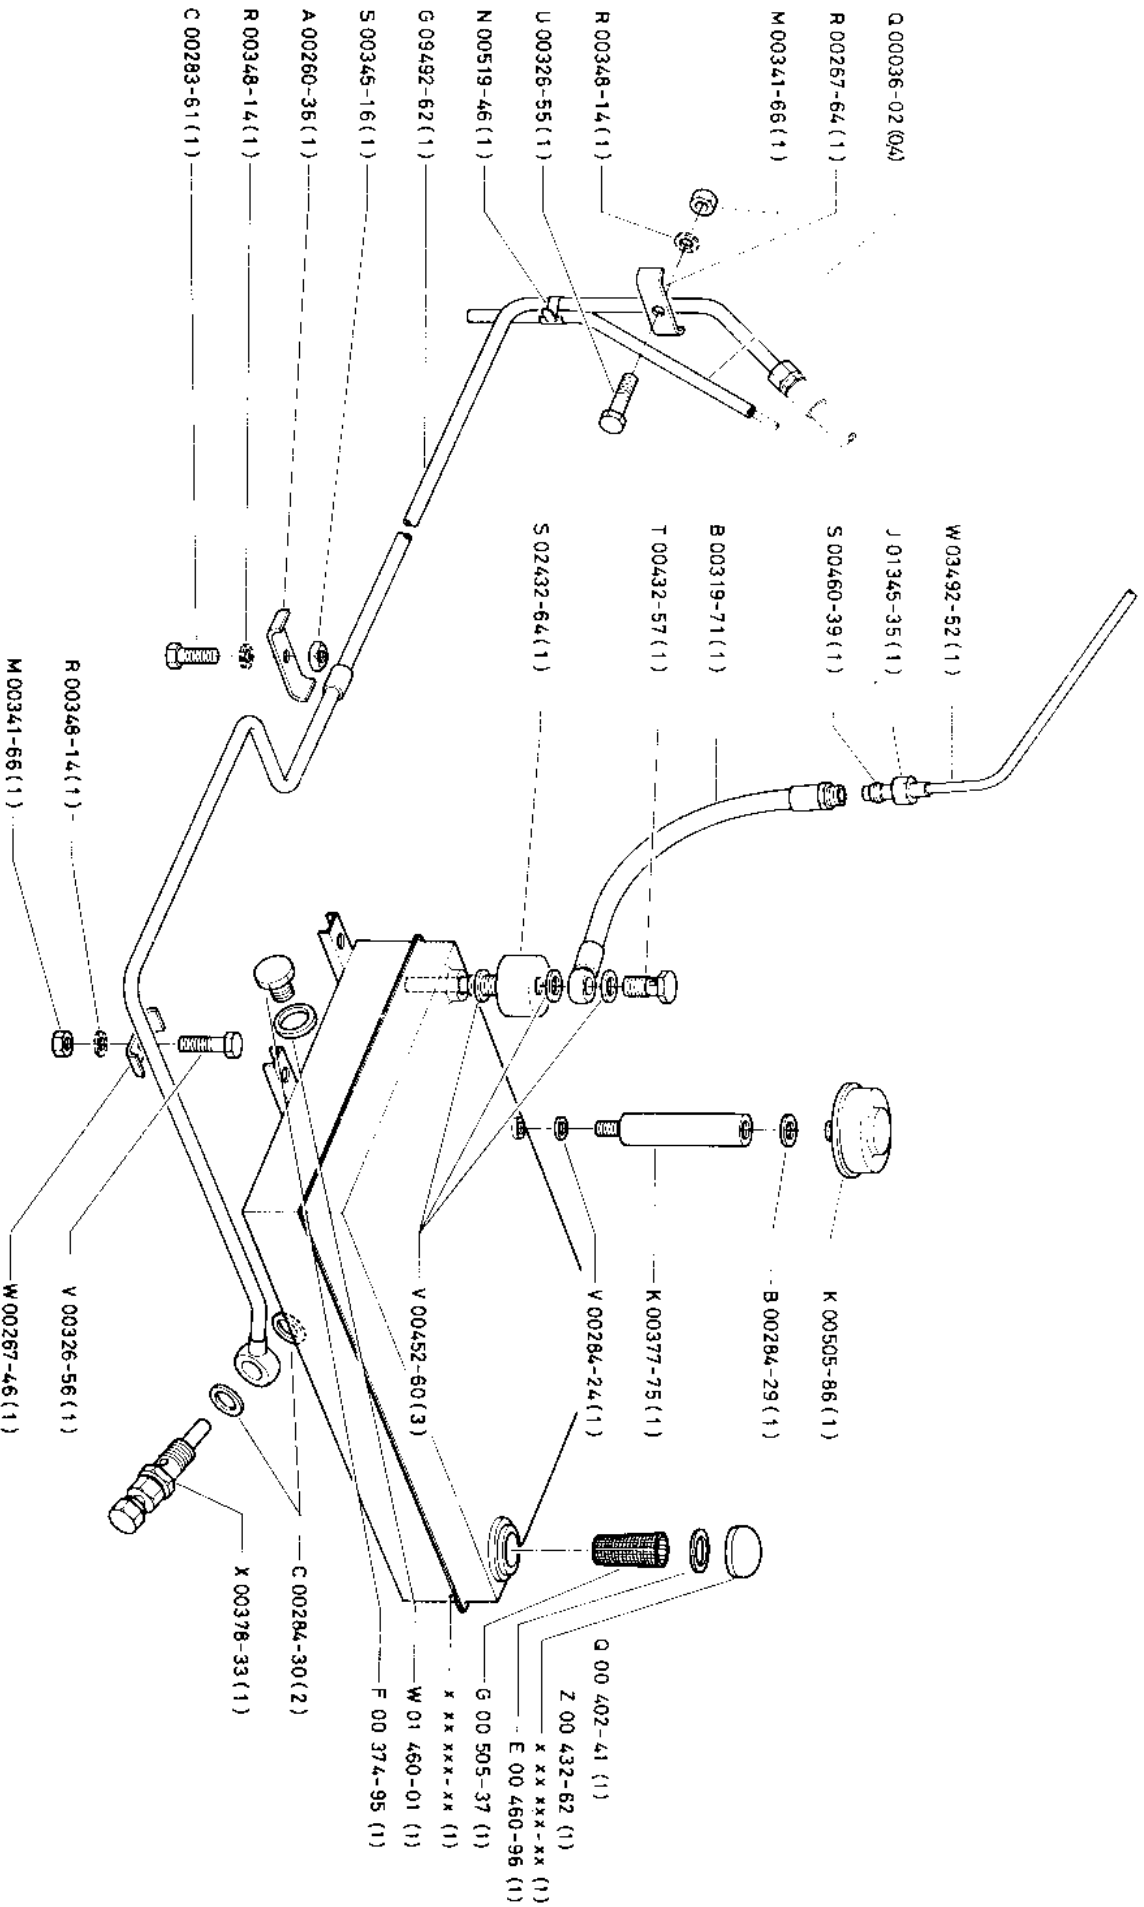 Q 00036-02 (04)
R 00267-64 (1)
M 00341-66 (1)
R 00348-14 (1)
U 00326-55 (1)
N 00519-46 (1)
G 09492-62 (1)
S 00345-16 (1)
A 00260-36 (1)
R 00348-14 (1)
C 00283-61 (1)
W 03492-52 (1)
J 01345-35 (1)
S 00460-39 (1)
B 00319-71 (1)
T 00432-57 (1)
S 02432-64 (1)
R 00348-14 (1)
M 00341-66 (1)
K 00505-86 (1)
B 00284-29 (1)
K 00377-75 (1)
V 00284-24 (1)
V 00452-60 (3)
V 00326-56 (1)
W 00267-46 (1)
C 00284-30 (2)
X 00378-33 (1)
Q 00 402-41 (1)
Z 00 432-62 (1)
x xx xxx-xx (1)
E 00 460-96 (1)
G 00 505-37 (1)
x xx xxx-xx (1)
W 01 460-01 (1)
F 00 374-95 (1)